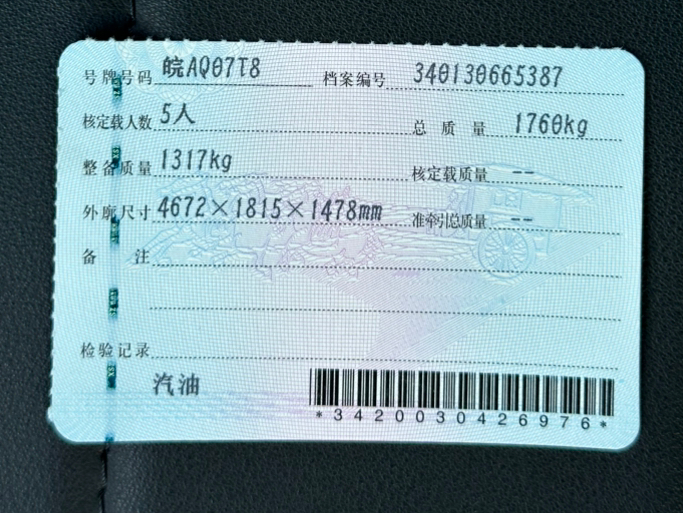 号牌号码 皖AQ07T8 档案编号 340130665387
核定载人数 5人 总质量 1760kg
整备质量 1317kg 核定载质量 --
外廓尺寸 4672×1815×1478mm 准牵引总质量 --
备注
检验记录
汽油
*3420030426976*